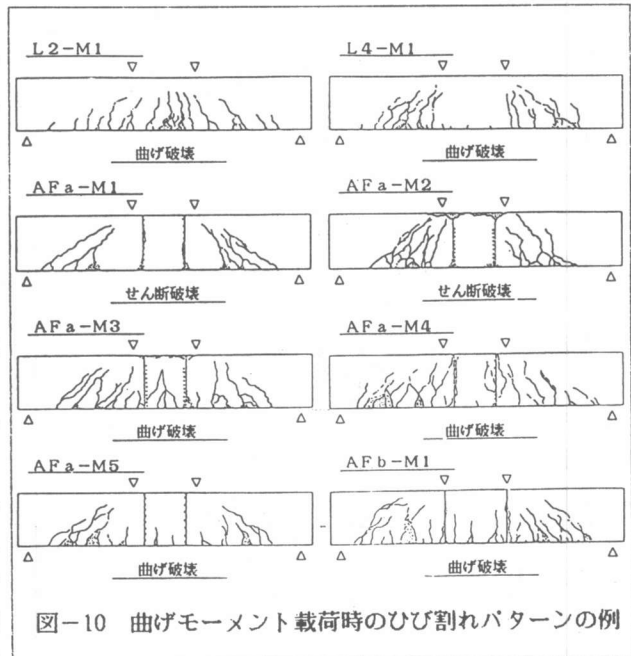 L2-M1 L4-M1
曲げ破壊 曲げ破壊
AFa-M1 AFa-M2
せん断破壊 せん断破壊
AFa-M3 AFa-M4
曲げ破壊 曲げ破壊
AFa-M5 AFb-M1
曲げ破壊 曲げ破壊
図-10 曲げモーメント載荷時のひび割れパターンの例